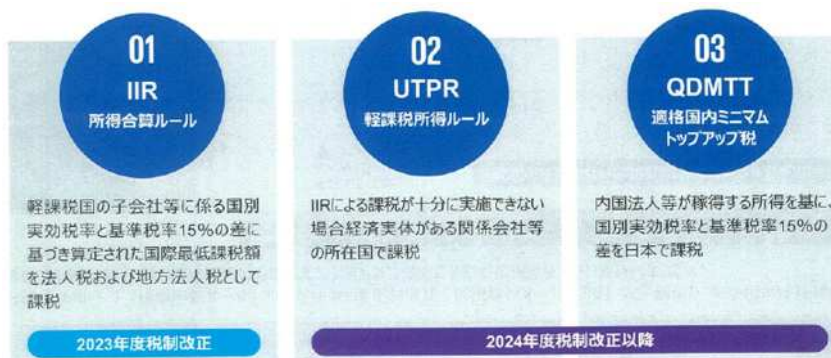 01
IIR
所得合算ルール
軽課税国の子会社等に係る国別
実効税率と基準税率15%の差に
基づき算定された国際最低課税額
を法人税および地方法人税として
課税
2023年度税制改正
02
UTPR
軽課税所得ルール
IIRによる課税が十分に実施できない
場合経済実体がある関係会社等
の所在国で課税
03
QDMTT
適格国内ミニマム
トップアップ税
内国法人等が稼得する所得を基に、
国別実効税率と基準税率15%の
差を日本で課税
2024年度税制改正以降